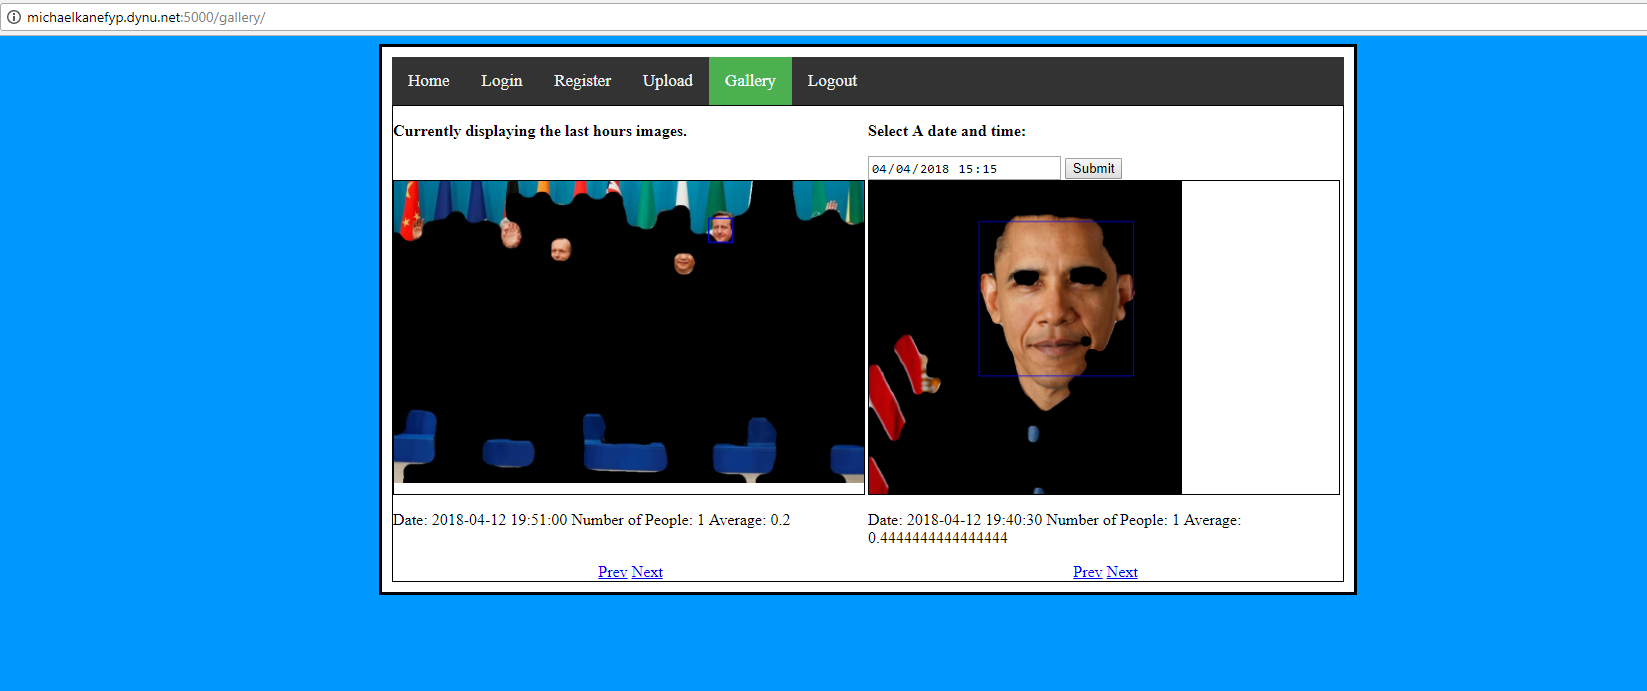 michaelkanefyp.dynu.net:5000/gallery/
Home Login Register Upload Gallery Logout
Currently displaying the last hours images.
Select A date and time:
04/04/2018 15:15 Submit
Date: 2018-04-12 19:51:00 Number of People: 1 Average: 0.2
Prev Next
Date: 2018-04-12 19:40:30 Number of People: 1 Average:
0.4444444444444444
Prev Next